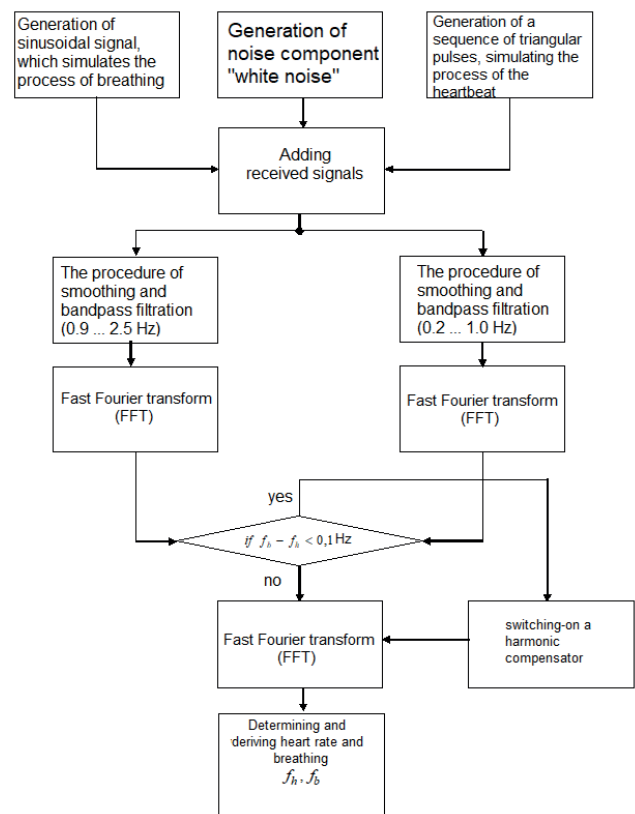 Generation of
sinusoidal signal,
which simulates the
process of breathing
Generation of
noise component
"white noise"
Generation of a
sequence of triangular
pulses, simulating the
process of the
heartbeat
Adding
received signals
The procedure of
smoothing and
bandpass filtration
(0.9 ... 2.5 Hz)
The procedure of
smoothing and
bandpass filtration
(0.2 ... 1.0 Hz)
Fast Fourier transform
(FFT)
Fast Fourier transform
(FFT)
yes
if f_h − f_h < 0,1 Hz
no
Fast Fourier transform
(FFT)
switching-on a
harmonic
compensator
Determining and
deriving heart rate and
breathing
f_h, f_b